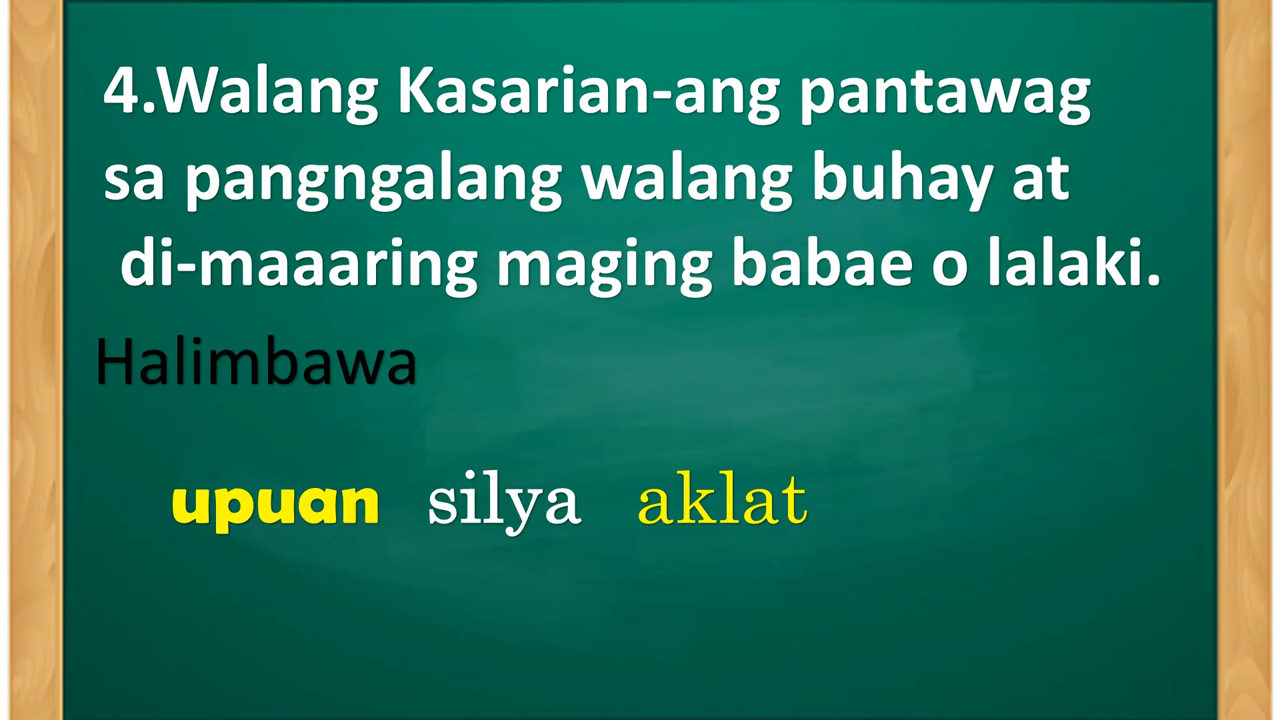 4.Walang Kasarian-ang pantawag
sa pangngalang walang buhay at
di-maaaring maging babae o lalaki.
Halimbawa
upuan silya aklat